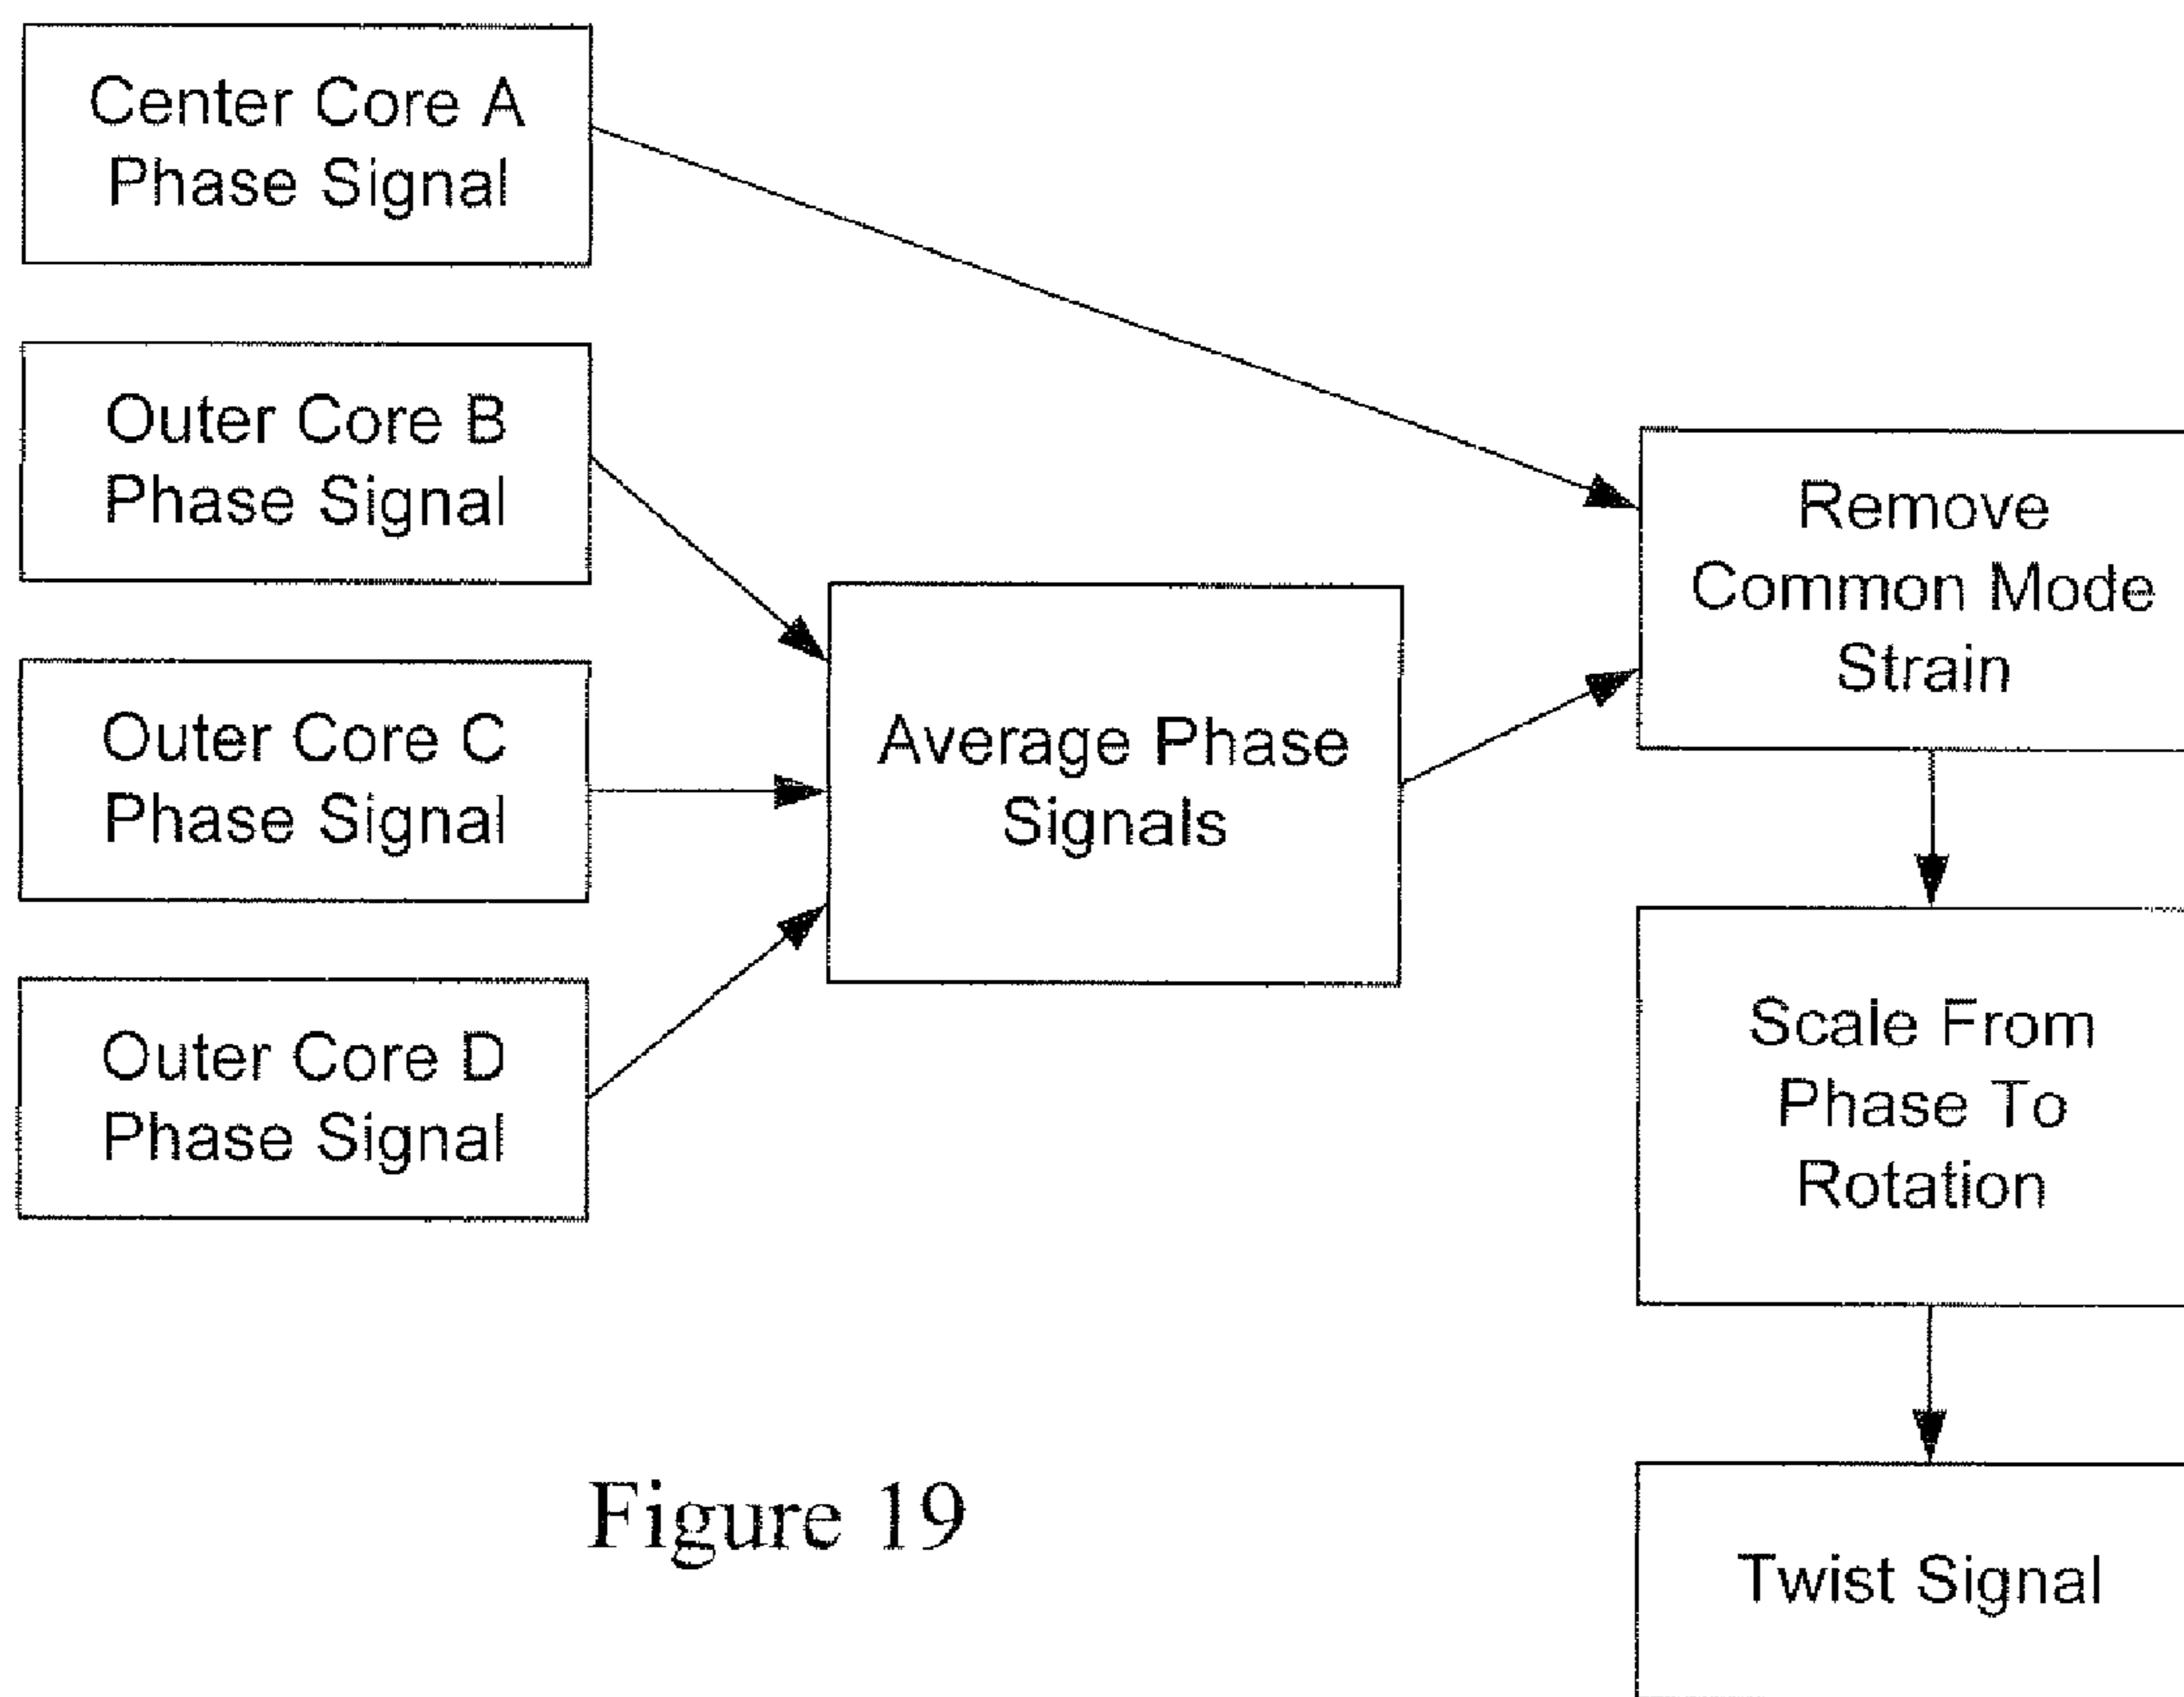 Center Core A
Phase Signal
Outer Core B
Phase Signal
Outer Core C
Phase Signal
Outer Core D
Phase Signal
Average Phase
Signals
Remove
Common Mode
Strain
Scale From
Phase To
Rotation
Twist Signal
Figure 19